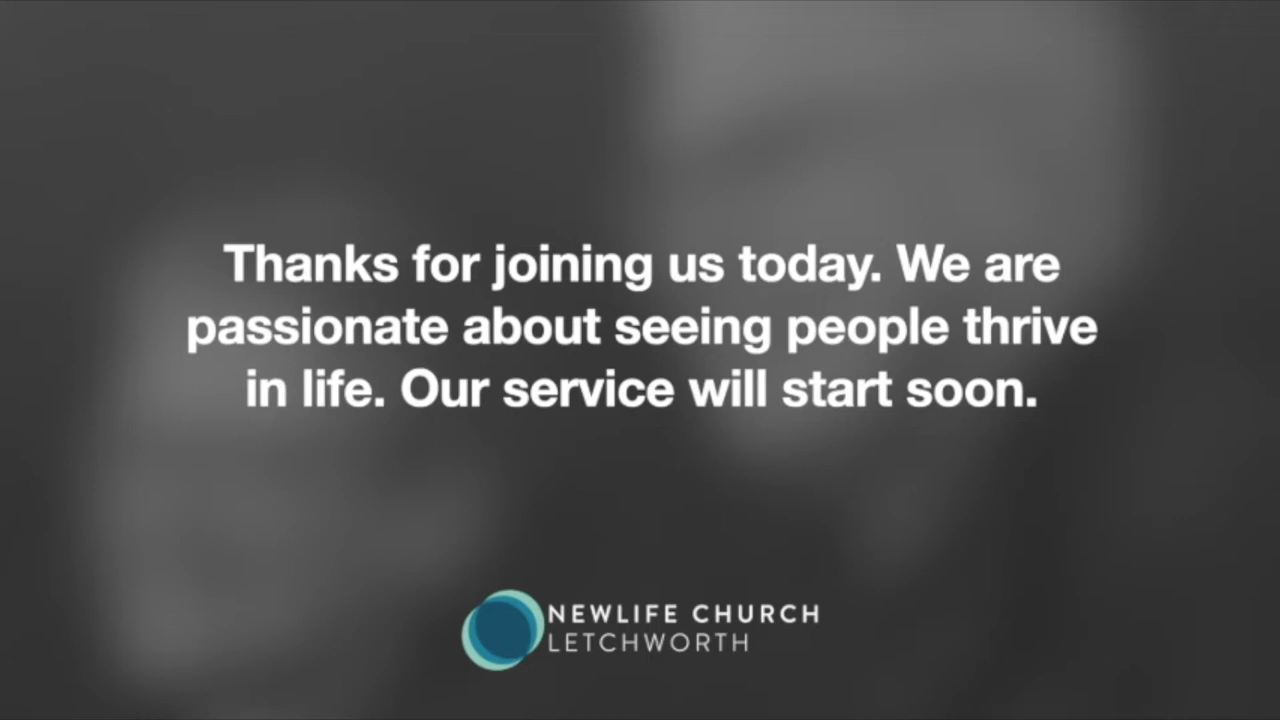 Thanks for joining us today. We are
passionate about seeing people thrive
in life. Our service will start soon.
NEWLIFE CHURCH
LETCHWORTH